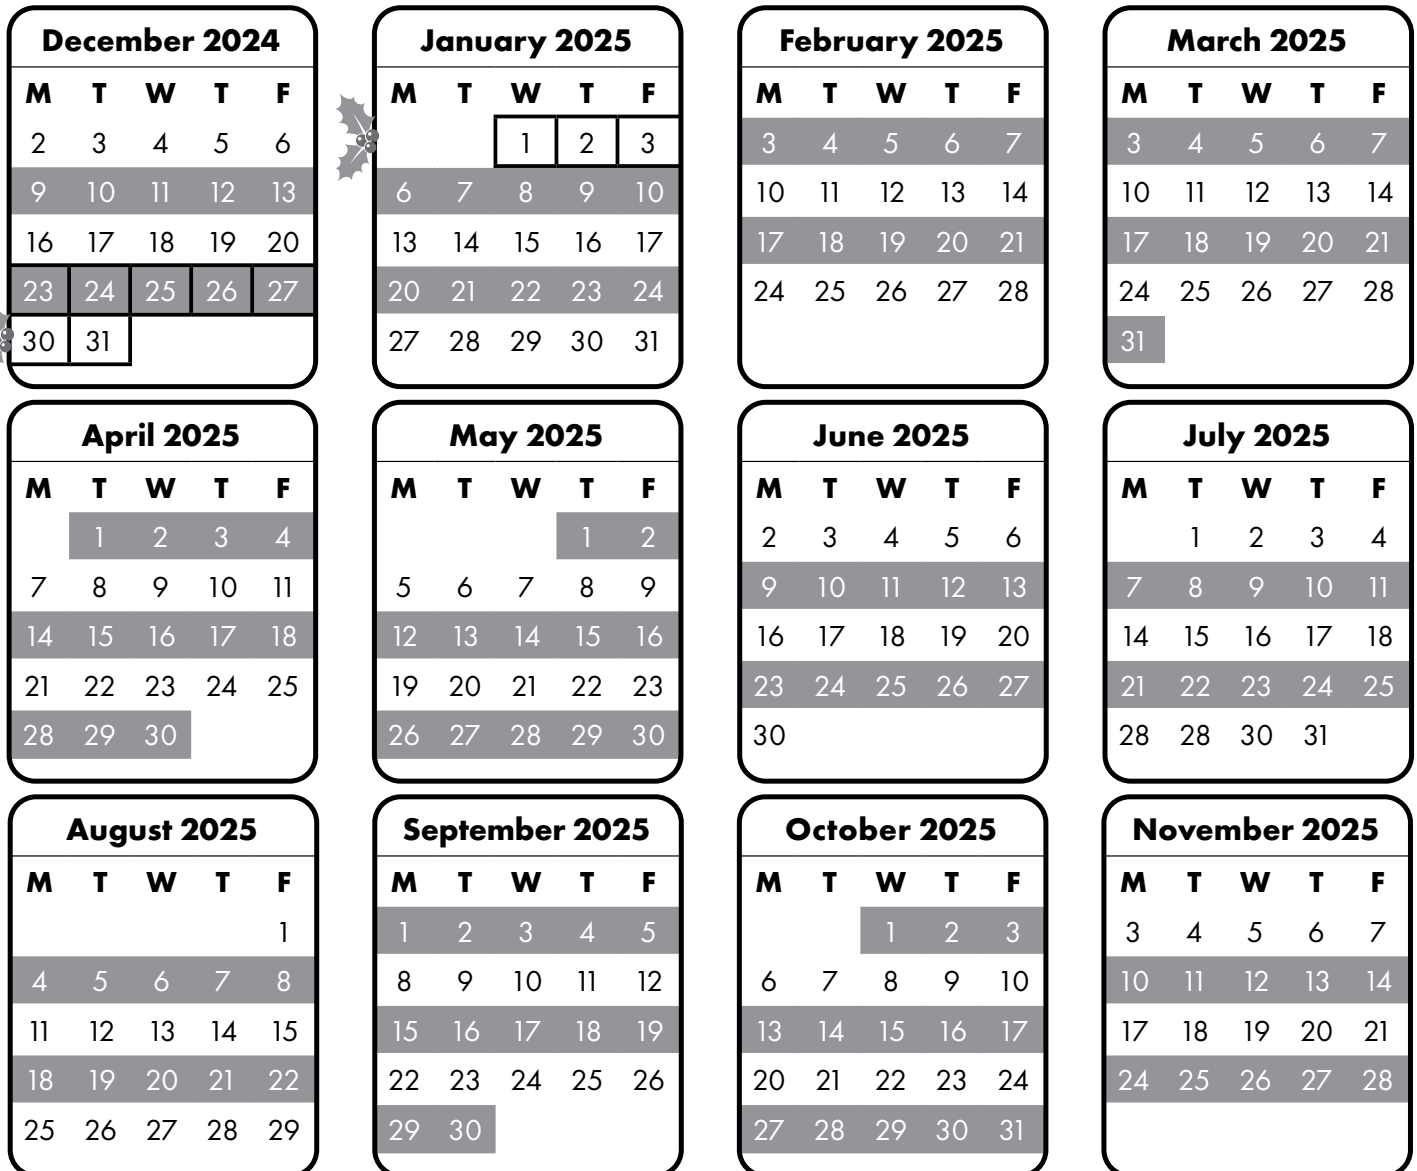 December 2024
M T W T F
2 3 4 5 6
9 10 11 12 13
16 17 18 19 20
23 24 25 26 27
30 31
January 2025
M T W T F
1 2 3
6 7 8 9 10
13 14 15 16 17
20 21 22 23 24
27 28 29 30 31
February 2025
M T W T F
3 4 5 6 7
10 11 12 13 14
17 18 19 20 21
24 25 26 27 28
March 2025
M T W T F
3 4 5 6 7
10 11 12 13 14
17 18 19 20 21
24 25 26 27 28
31
April 2025
M T W T F
1 2 3 4
7 8 9 10 11
14 15 16 17 18
21 22 23 24 25
28 29 30
May 2025
M T W T F
1 2
5 6 7 8 9
12 13 14 15 16
19 20 21 22 23
26 27 28 29 30
June 2025
M T W T F
2 3 4 5 6
9 10 11 12 13
16 17 18 19 20
23 24 25 26 27
30
July 2025
M T W T F
1 2 3 4
7 8 9 10 11
14 15 16 17 18
21 22 23 24 25
28 28 30 31
August 2025
M T W T F
1
4 5 6 7 8
11 12 13 14 15
18 19 20 21 22
25 26 27 28 29
September 2025
M T W T F
1 2 3 4 5
8 9 10 11 12
15 16 17 18 19
22 23 24 25 26
29 30
October 2025
M T W T F
1 2 3
6 7 8 9 10
13 14 15 16 17
20 21 22 23 24
27 28 29 30 31
November 2025
M T W T F
3 4 5 6 7
10 11 12 13 14
17 18 19 20 21
24 25 26 27 28